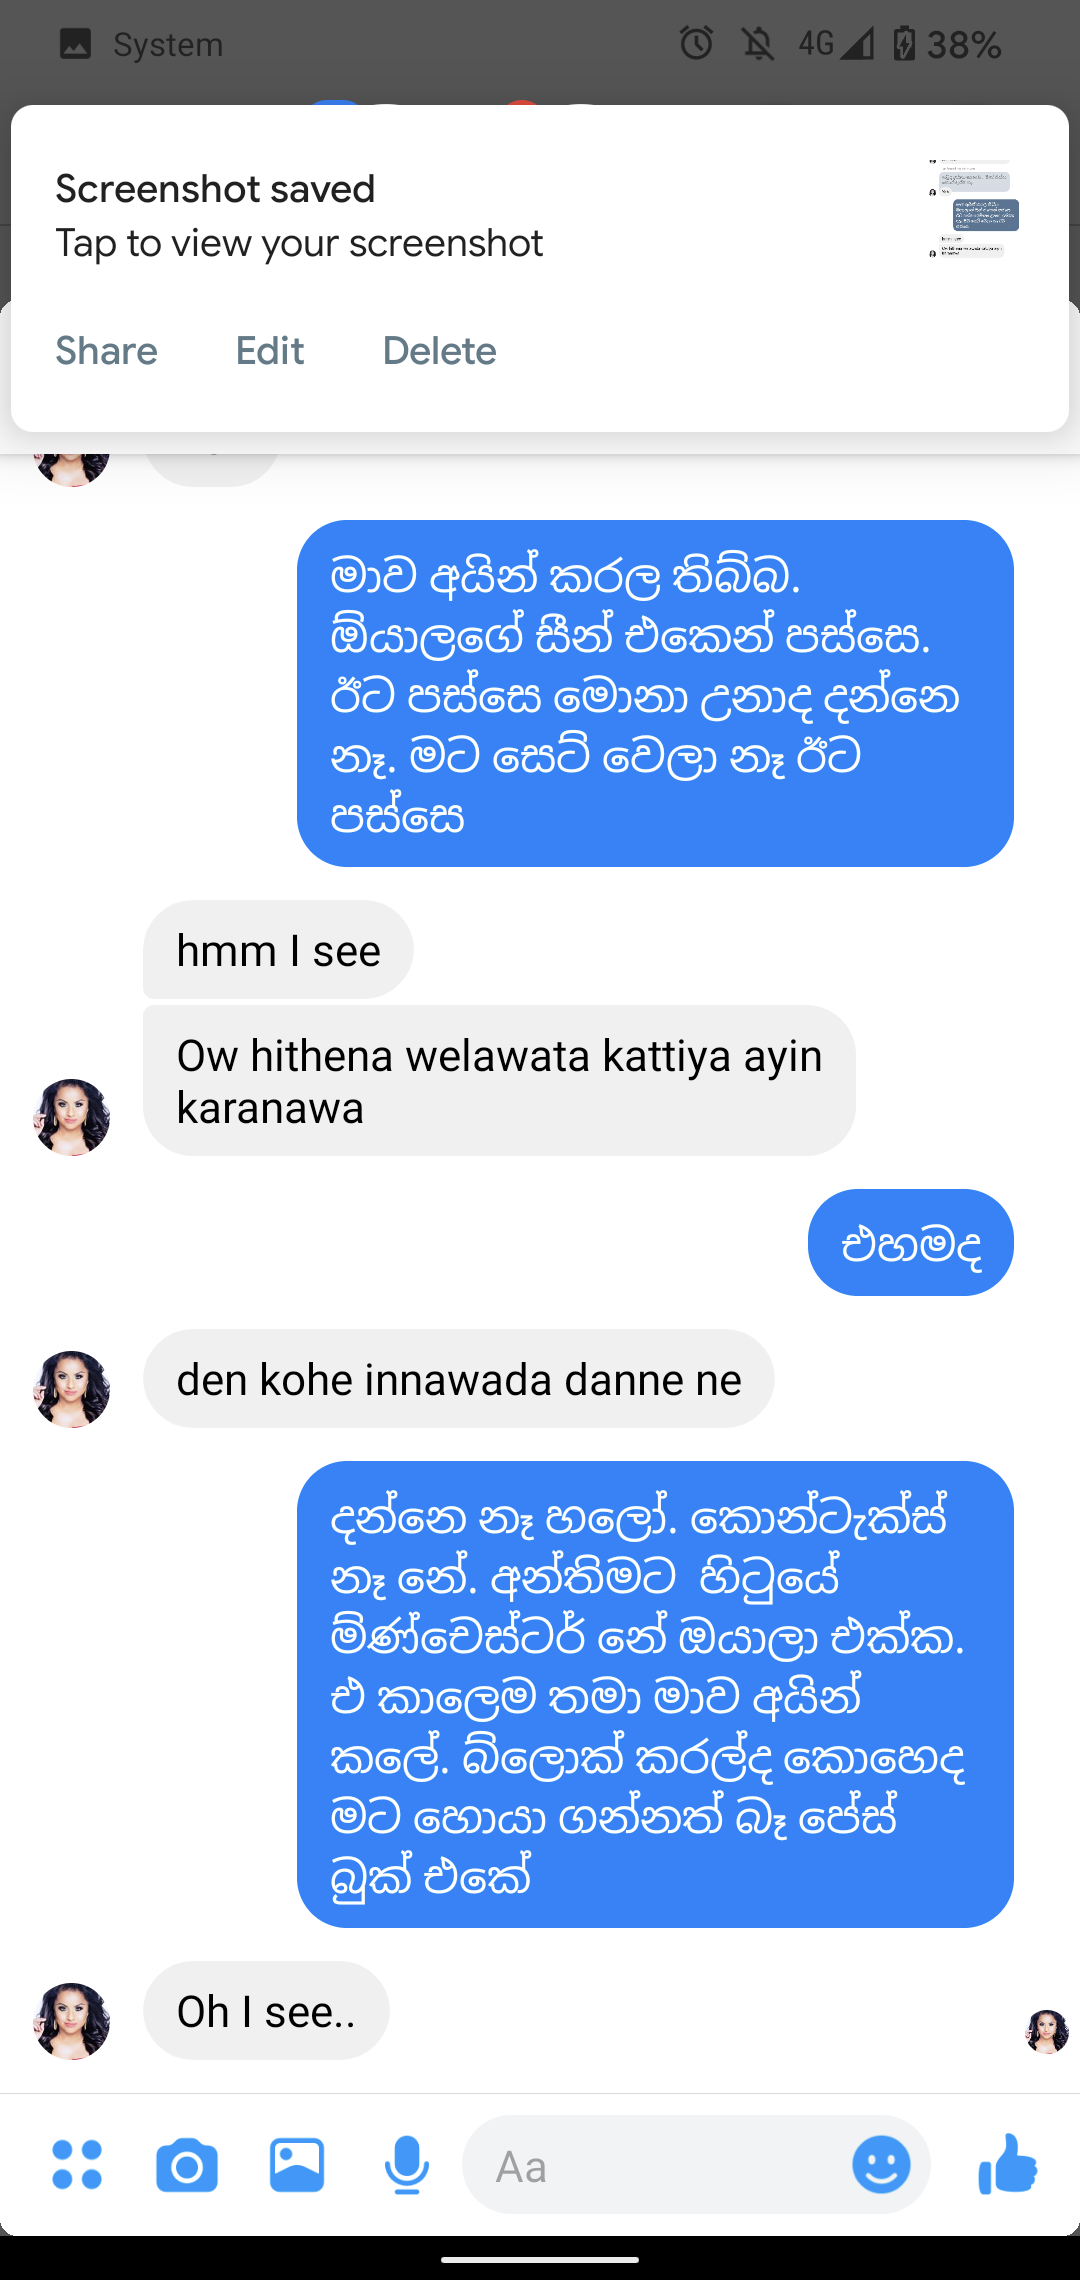 System
4G 38%
Screenshot saved
Tap to view your screenshot
Share Edit Delete
මාව අයින් කරල තිබ්බ.
ඕයාලගේ සීන් එකෙන් පස්සෙ.
ඊට පස්සෙ මොනා උනාද දන්නෙ
නෑ. මට සෙට් වෙලා නෑ ඊට
පස්සෙ
hmm I see
Ow hithena welawata kattiya ayin
karanawa
එහමද
den kohe innawada danne ne
දන්නෙ නෑ හලෝ. කොන්ටැක්ස්
නෑ නේ. අන්තිමට හිටුයේ
ම්ණ්චෙස්ටර් නේ ඔයාලා එක්ක.
එ කාලෙම තමා මාව අයින්
කලේ. බ්ලොක් කරල්ද කොහෙද
මට හොයා ගන්නත් බෑ පේස්
බුක් එකේ
Oh I see..
Aa